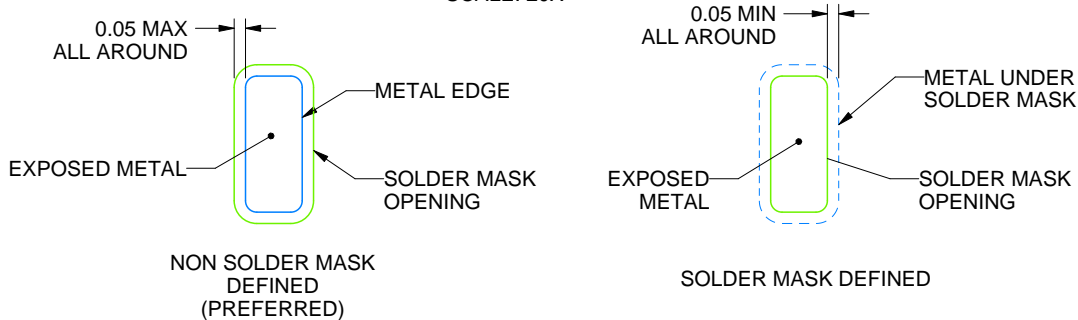 0.05 MAX
ALL AROUND
METAL EDGE
EXPOSED METAL
SOLDER MASK
OPENING
NON SOLDER MASK
DEFINED
(PREFERRED)
0.05 MIN
ALL AROUND
METAL UNDER
SOLDER MASK
EXPOSED
METAL
SOLDER MASK
OPENING
SOLDER MASK DEFINED